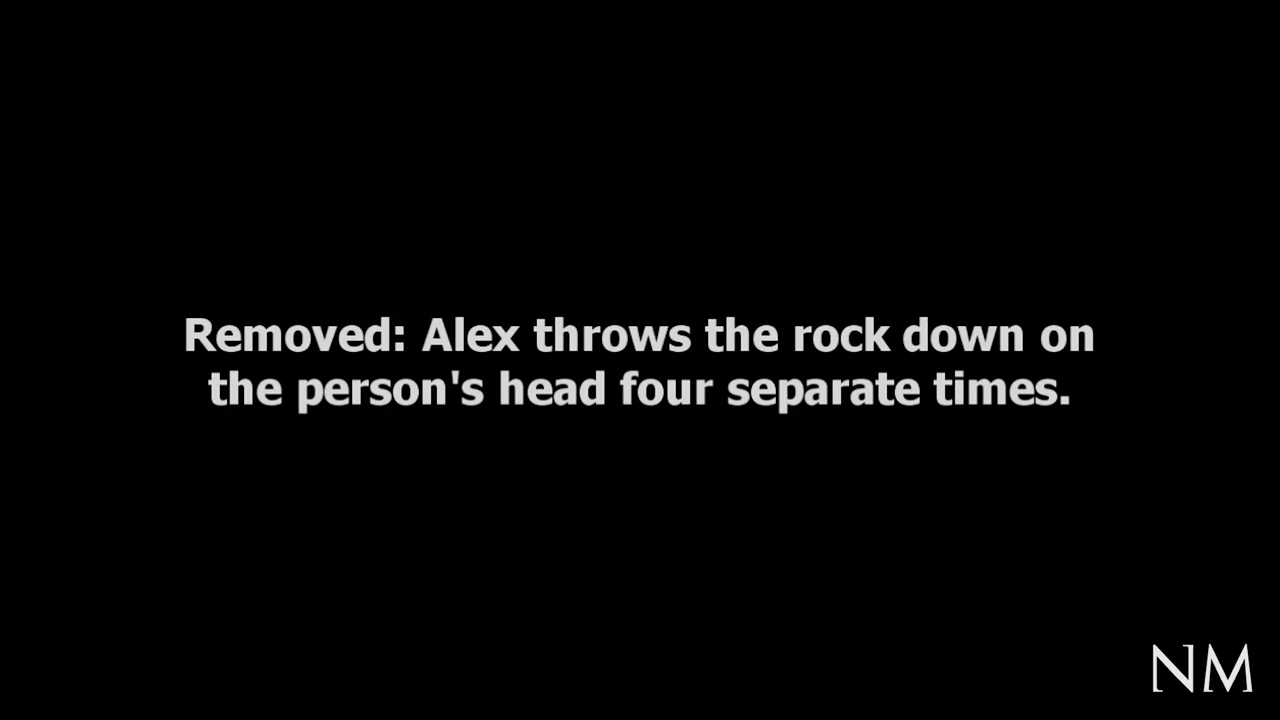 Removed: Alex throws the rock down on
the person's head four separate times.
NM